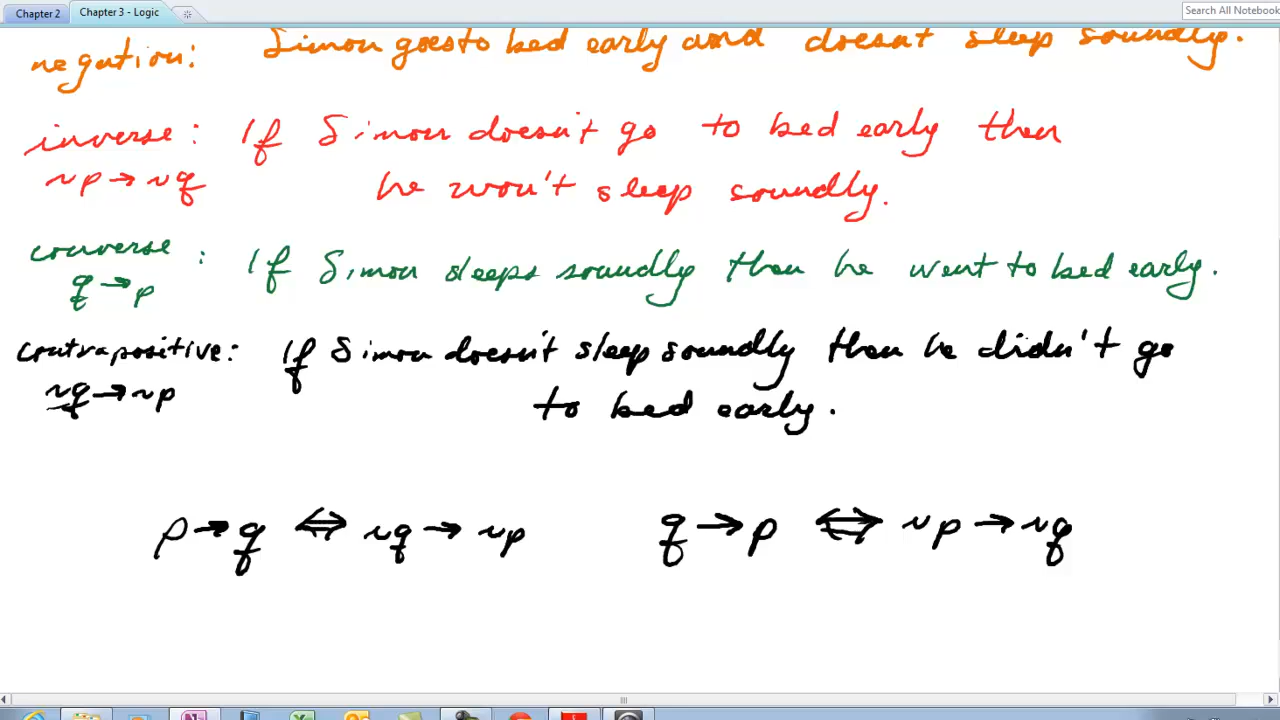 Chapter 2
Chapter 3 - Logic
Search All Notebook
negation: Simon goes to bed early and doesn't sleep soundly.
inverse: If Simon doesn't go to bed early then
~p → ~q he won't sleep soundly.
converse: If Simon sleeps soundly then he went to bed early.
q → p
contrapositive: If Simon doesn't sleep soundly then he didn't go
~q → ~p to bed early.
p → q ⇔ ~q → ~p q → p ⇔ ~p → ~q